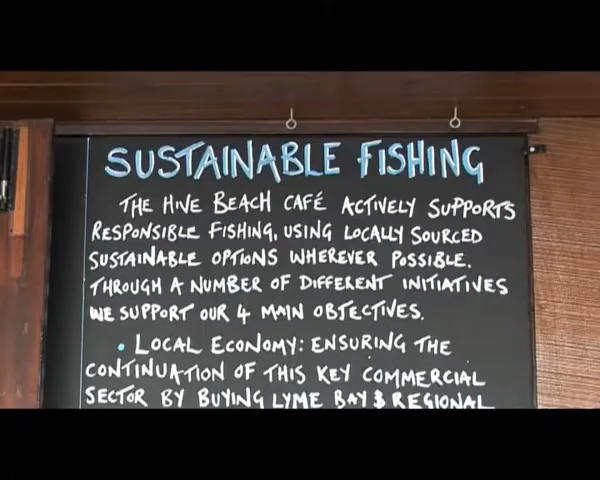 SUSTAINABLE FISHING
THE HIVE BEACH CAFÉ ACTIVELY SUPPORTS
RESPONSIBLE FISHING, USING LOCALLY SOURCED
SUSTAINABLE OPTIONS WHEREVER POSSIBLE.
THROUGH A NUMBER OF DIFFERENT INITIATIVES
WE SUPPORT OUR 4 MAIN OBJECTIVES.
• LOCAL ECONOMY: ENSURING THE
CONTINUATION OF THIS KEY COMMERCIAL
SECTOR BY BUYING LYME BAY & REGIONAL